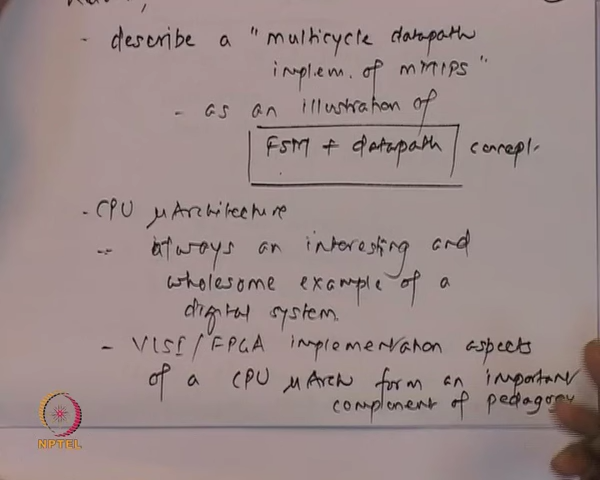 - describe a "multicycle datapath
implem. of mMIPS"
- as an illustration of
FSM + datapath concept.
- CPU μArchitecture
- always an interesting and
wholesome example of a
digital system.
- VLSI/FPGA implementation aspects
of a CPU μArch form an important
component of pedagogy
NPTEL